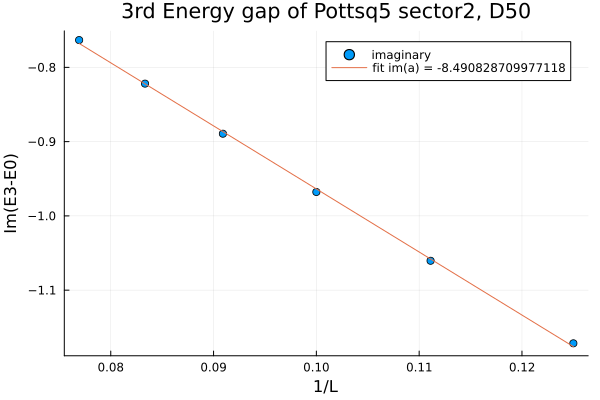 3rd Energy gap of Pottsq5 sector2, D50
imaginary
fit im(a) = -8.490828709977118
Im(E3-E0)
−0.8
−0.9
−1.0
−1.1
0.08
0.09
0.10
0.11
0.12
1/L